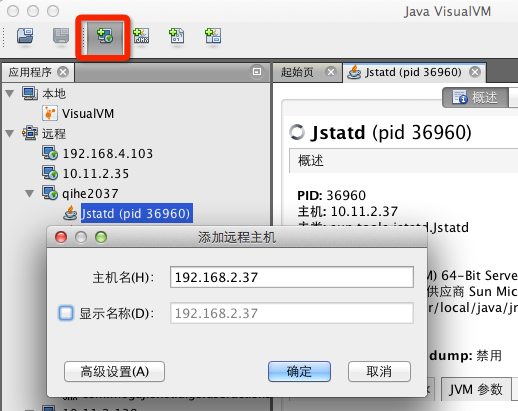 Java VisualVM
应用程序
起始页
Jstatd (pid 36960)
概述
本地
VisualVM
远程
192.168.4.103
10.11.2.35
qihe2037
Jstatd (pid 36960)
Jstatd (pid 36960)
概述
PID: 36960
主机: 10.11.2.37
sun.tools.jstatd.Jstatd
添加远程主机
主机名(H):
192.168.2.37
显示名称(D):
192.168.2.37
高级设置(A)
确定
取消
M) 64-Bit Serve
供应商 Sun Mic
r/local/java/jr
dump: 禁用
JVM 参数